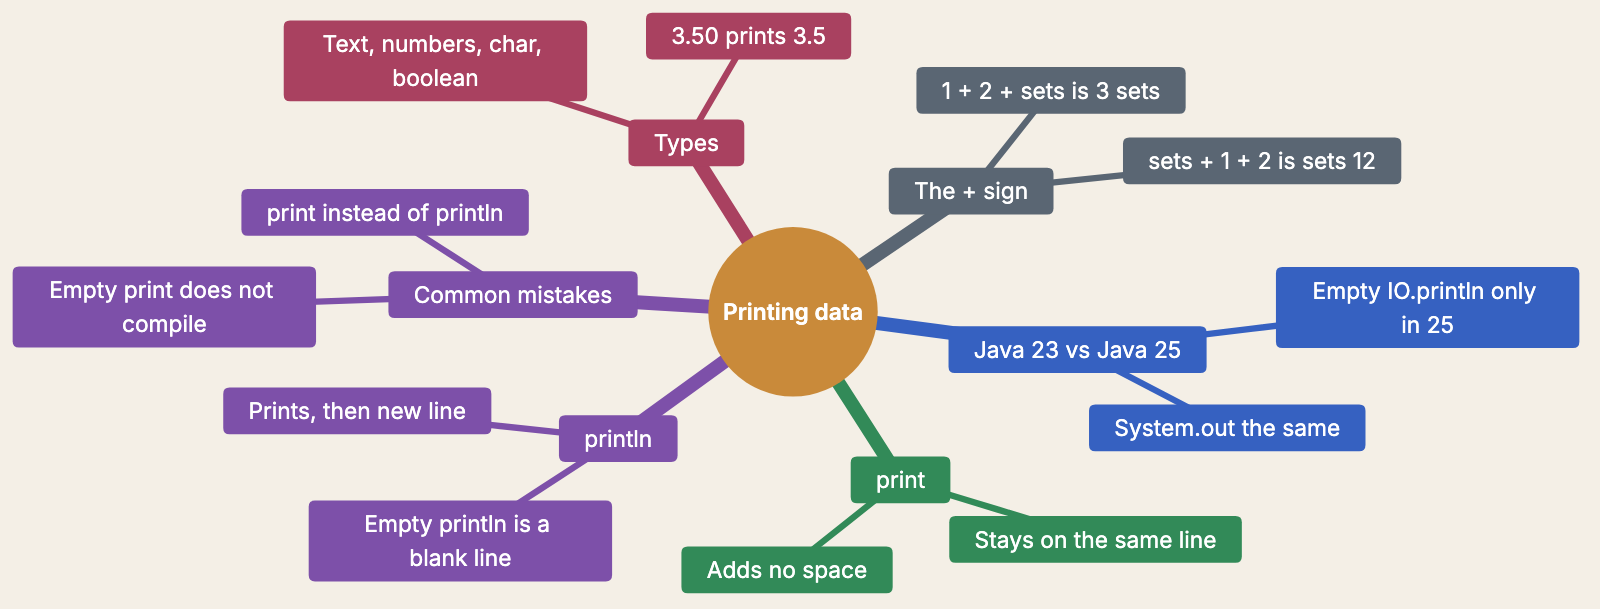 Text, numbers, char,
boolean
3.50 prints 3.5
Types
1 + 2 + sets is 3 sets
sets + 1 + 2 is sets 12
The + sign
print instead of println
Empty print does not
compile
Common mistakes
Printing data
Empty IO.println only
in 25
Java 23 vs Java 25
System.out the same
Prints, then new line
println
Empty println is a
blank line
print
Stays on the same line
Adds no space